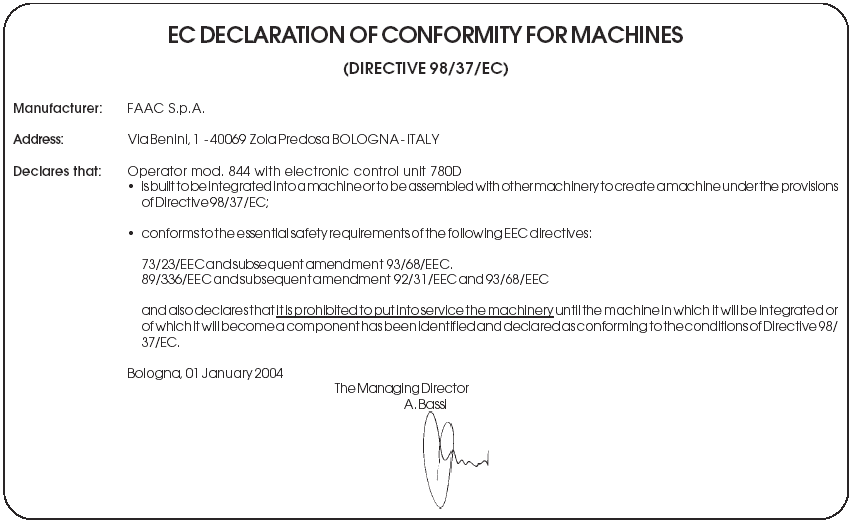 EC DECLARATION OF CONFORMITY FOR MACHINES
(DIRECTIVE 98/37/EC)
Manufacturer: FAAC S.p.A.
Address: Via Benini, 1 - 40069 Zola Predosa BOLOGNA - ITALY
Declares that: Operator mod. 844 with electronic control unit 780D
• is built to be integrated into a machine or to be assembled with other machinery to create a machine under the provisions
of Directive 98/37/EC;
• conforms to the essential safety requirements of the following EEC directives:
73/23/EEC and subsequent amendment 93/68/EEC.
89/336/EEC and subsequent amendment 92/31/EEC and 93/68/EEC
and also declares that it is prohibited to put into service the machinery until the machine in which it will be integrated or
of which it will become a component has been identified and declared as conforming to the conditions of Directive 98/
37/EC.
Bologna, 01 January 2004
The Managing Director
A. Bassi